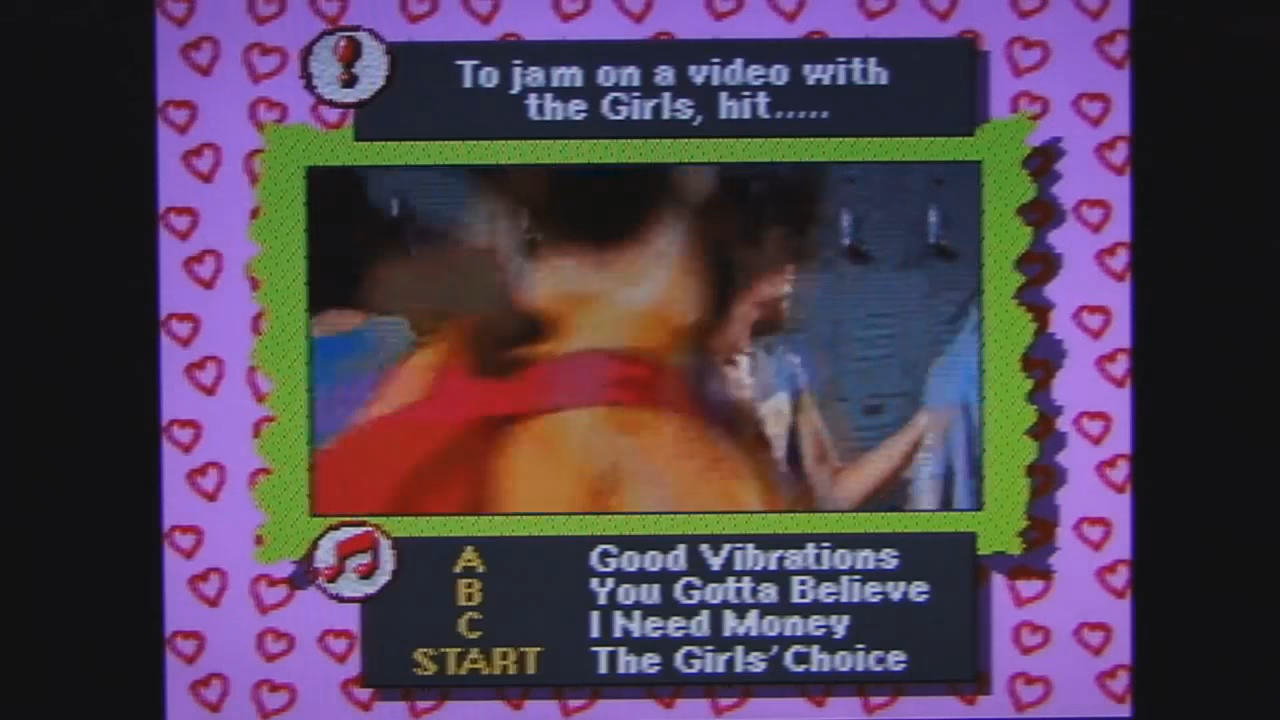 To jam on a video with
the Girls, hit.....
A Good Vibrations
B You Gotta Believe
C I Need Money
START The Girls' Choice